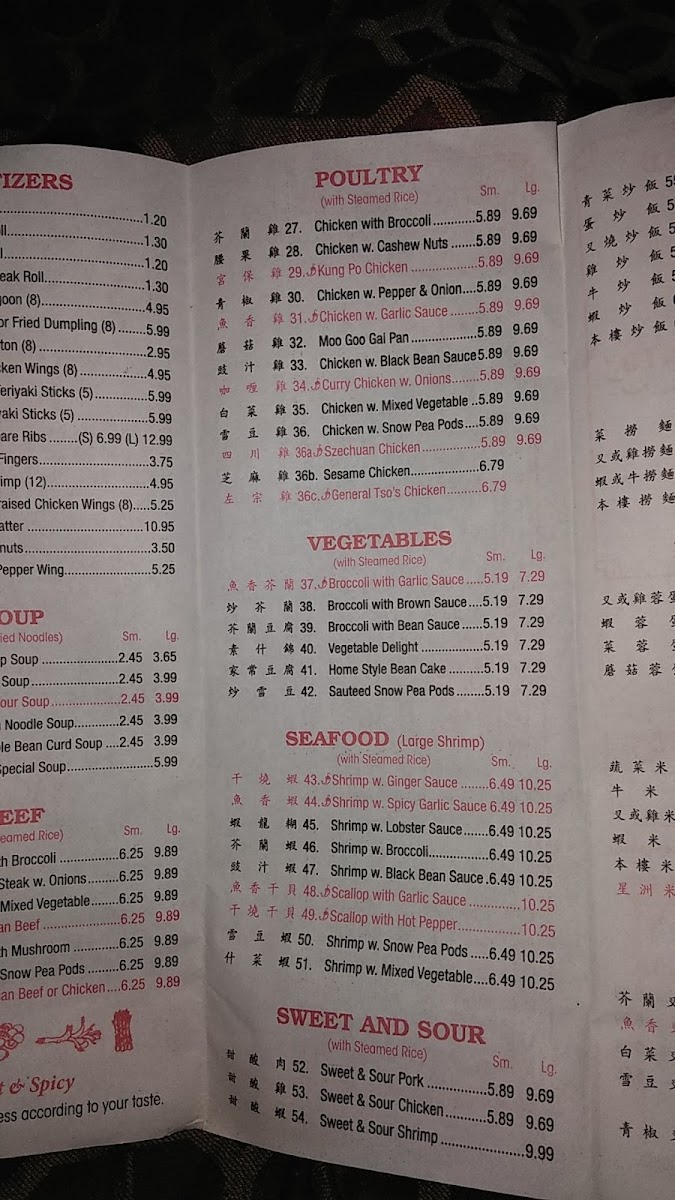 TIZERS
1.20
ll 1.30
l 1.20
eak Roll 1.30
goon (8) 4.95
or Fried Dumpling (8) 5.99
ton (8) 2.95
ken Wings (8) 4.95
Teriyaki Sticks (5) 5.99
yaki Sticks (5) 5.99
are Ribs (S) 6.99 (L) 12.99
Fingers 3.75
imp (12) 4.95
raised Chicken Wings (8) 5.25
atter 10.95
nuts 3.50
Pepper Wing 5.25
OUP
ied Noodles) Sm. Lg.
p Soup 2.45 3.65
Soup 2.45 3.99
our Soup 2.45 3.99
Noodle Soup 2.45 3.99
le Bean Curd Soup 2.45 3.99
Special Soup 5.99
EEF
eamed Rice) Sm. Lg.
th Broccoli 6.25 9.89
Steak w. Onions 6.25 9.89
Mixed Vegetable 6.25 9.89
an Beef 6.25 9.89
th Mushroom 6.25 9.89
Snow Pea Pods 6.25 9.89
an Beef or Chicken 6.25 9.89
t & Spicy
ess according to your taste.
POULTRY
(with Steamed Rice) Sm. Lg.
芥蘭雞 27. Chicken with Broccoli 5.89 9.69
腰果雞 28. Chicken w. Cashew Nuts 5.89 9.69
宮保雞 29. Kung Po Chicken 5.89 9.69
青椒雞 30. Chicken w. Pepper & Onion 5.89 9.69
魚香雞 31. Chicken w. Garlic Sauce 5.89 9.69
蘑菇雞 32. Moo Goo Gai Pan 5.89 9.69
豉汁雞 33. Chicken w. Black Bean Sauce 5.89 9.69
咖喱雞 34. Curry Chicken w. Onions 5.89 9.69
白菜雞 35. Chicken w. Mixed Vegetable 5.89 9.69
雪豆雞 36. Chicken w. Snow Pea Pods 5.89 9.69
四川雞 36a. Szechuan Chicken 5.89 9.69
芝麻雞 36b. Sesame Chicken 6.79
左宗雞 36c. General Tso's Chicken 6.79
VEGETABLES
(with Steamed Rice) Sm. Lg.
魚香芥蘭 37. Broccoli with Garlic Sauce 5.19 7.29
炒芥蘭 38. Broccoli with Brown Sauce 5.19 7.29
芥蘭豆腐 39. Broccoli with Bean Sauce 5.19 7.29
素什錦 40. Vegetable Delight 5.19 7.29
家常豆腐 41. Home Style Bean Cake 5.19 7.29
炒雪豆 42. Sauteed Snow Pea Pods 5.19 7.29
SEAFOOD (Large Shrimp)
(with Steamed Rice) Sm. Lg.
干燒蝦 43. Shrimp w. Ginger Sauce 6.49 10.25
魚香蝦 44. Shrimp w. Spicy Garlic Sauce 6.49 10.25
蝦龍糊 45. Shrimp w. Lobster Sauce 6.49 10.25
芥蘭蝦 46. Shrimp w. Broccoli 6.49 10.25
豉汁蝦 47. Shrimp w. Black Bean Sauce 6.49 10.25
魚香干貝 48. Scallop with Garlic Sauce 10.25
干燒干貝 49. Scallop with Hot Pepper 10.25
雪豆蝦 50. Shrimp w. Snow Pea Pods 6.49 10.25
什菜蝦 51. Shrimp w. Mixed Vegetable 6.49 10.25
SWEET AND SOUR
(with Steamed Rice) Sm. Lg.
甜酸肉 52. Sweet & Sour Pork 5.89 9.69
甜酸雞 53. Sweet & Sour Chicken 5.89 9.69
甜酸蝦 54. Sweet & Sour Shrimp 9.99
青菜炒飯 55
蛋炒飯 5
叉燒炒飯 5
雞炒飯 5
牛炒飯 5
蝦炒飯
本樓炒飯
菜撈麵
叉或雞撈麵
蝦或牛撈麵
本樓撈麵
叉或雞蓉蛋
蝦蓉蛋
菜蓉蛋
蘑菇蓉蛋
蔬菜米
牛米
叉或雞米
蝦米
本樓米
星洲米
芥蘭叉
魚香
白菜
雪豆
青椒